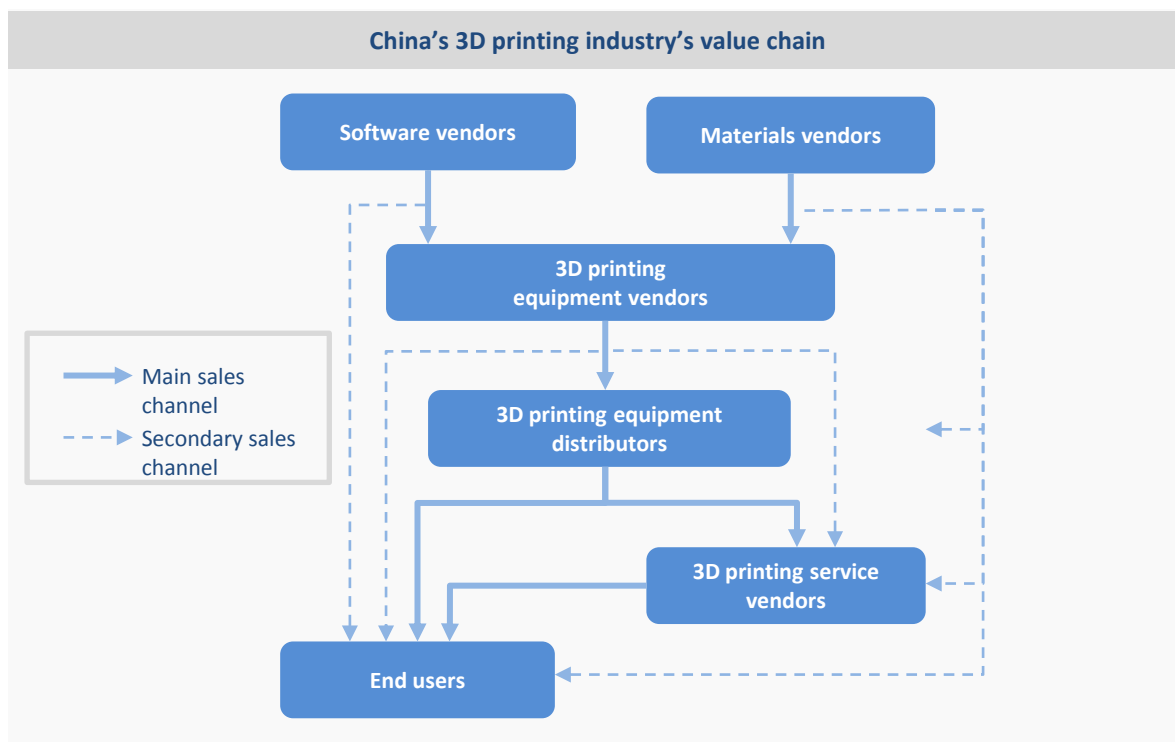 China’s 3D printing industry’s value chain
Software vendors
Materials vendors
3D printing
equipment vendors
Main sales
channel
Secondary sales
channel
3D printing equipment
distributors
3D printing service
vendors
End users